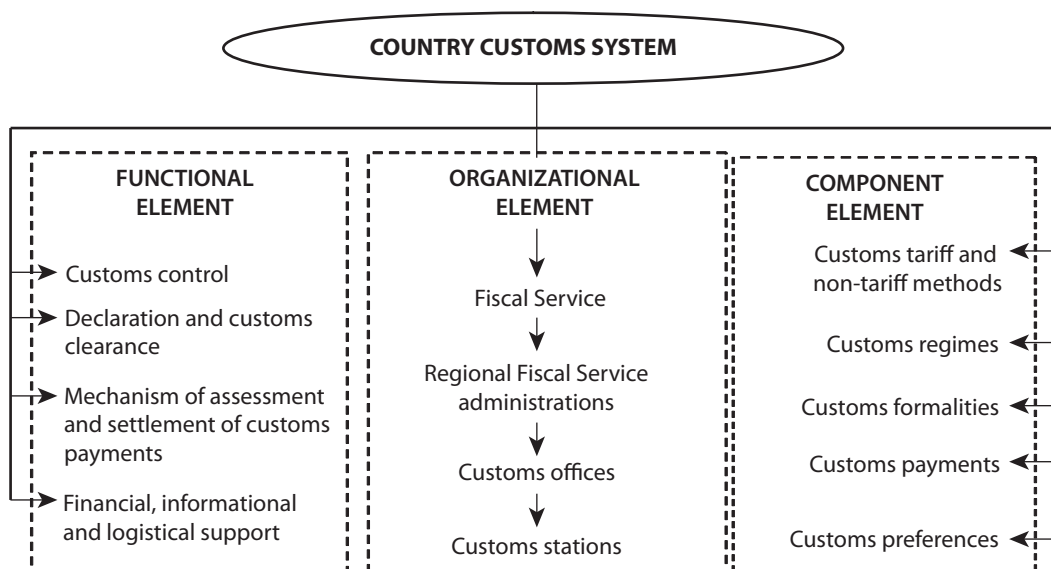 COUNTRY CUSTOMS SYSTEM
FUNCTIONAL
ELEMENT
Customs control
Declaration and customs
clearance
Mechanism of assessment
and settlement of customs
payments
Financial, informational
and logistical support
ORGANIZATIONAL
ELEMENT
Fiscal Service
Regional Fiscal Service
administrations
Customs offices
Customs stations
COMPONENT
ELEMENT
Customs tariff and
non-tariff methods
Customs regimes
Customs formalities
Customs payments
Customs preferences